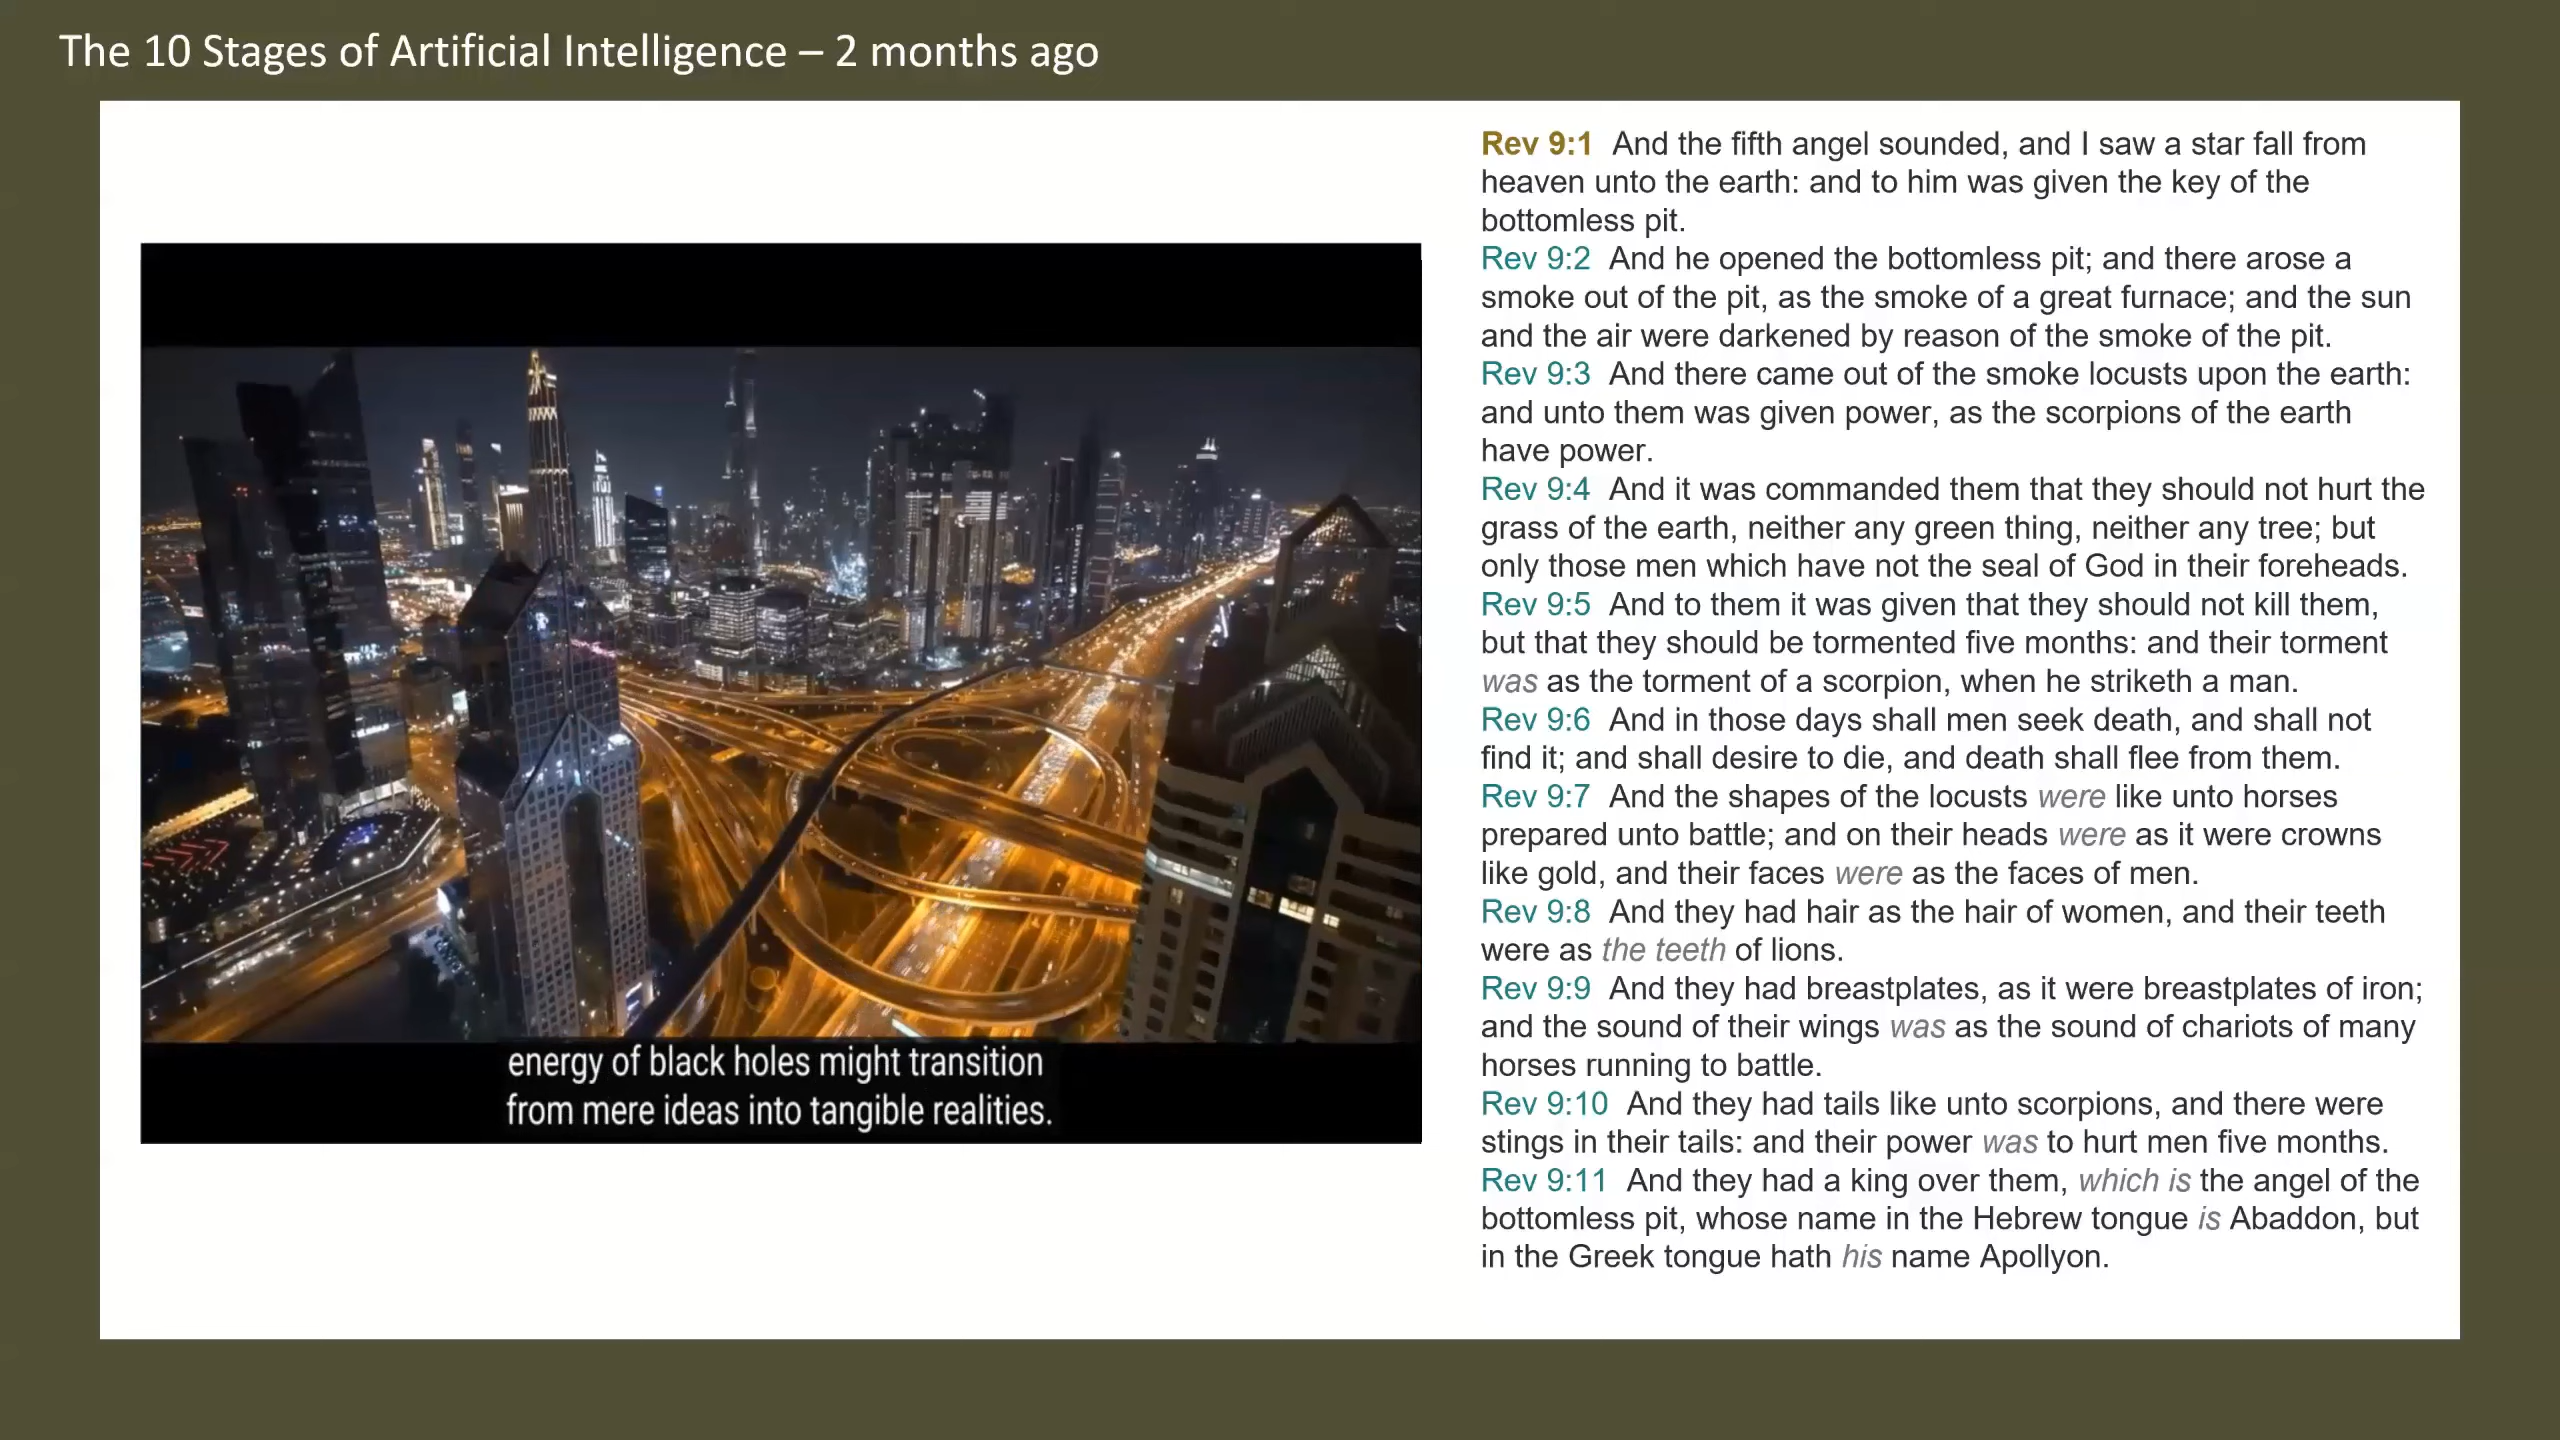 The 10 Stages of Artificial Intelligence – 2 months ago
energy of black holes might transition
from mere ideas into tangible realities.
Rev 9:1 And the fifth angel sounded, and I saw a star fall from
heaven unto the earth: and to him was given the key of the
bottomless pit.
Rev 9:2 And he opened the bottomless pit; and there arose a
smoke out of the pit, as the smoke of a great furnace; and the sun
and the air were darkened by reason of the smoke of the pit.
Rev 9:3 And there came out of the smoke locusts upon the earth:
and unto them was given power, as the scorpions of the earth
have power.
Rev 9:4 And it was commanded them that they should not hurt the
grass of the earth, neither any green thing, neither any tree; but
only those men which have not the seal of God in their foreheads.
Rev 9:5 And to them it was given that they should not kill them,
but that they should be tormented five months: and their torment
was as the torment of a scorpion, when he striketh a man.
Rev 9:6 And in those days shall men seek death, and shall not
find it; and shall desire to die, and death shall flee from them.
Rev 9:7 And the shapes of the locusts were like unto horses
prepared unto battle; and on their heads were as it were crowns
like gold, and their faces were as the faces of men.
Rev 9:8 And they had hair as the hair of women, and their teeth
were as the teeth of lions.
Rev 9:9 And they had breastplates, as it were breastplates of iron;
and the sound of their wings was as the sound of chariots of many
horses running to battle.
Rev 9:10 And they had tails like unto scorpions, and there were
stings in their tails: and their power was to hurt men five months.
Rev 9:11 And they had a king over them, which is the angel of the
bottomless pit, whose name in the Hebrew tongue is Abaddon, but
in the Greek tongue hath his name Apollyon.